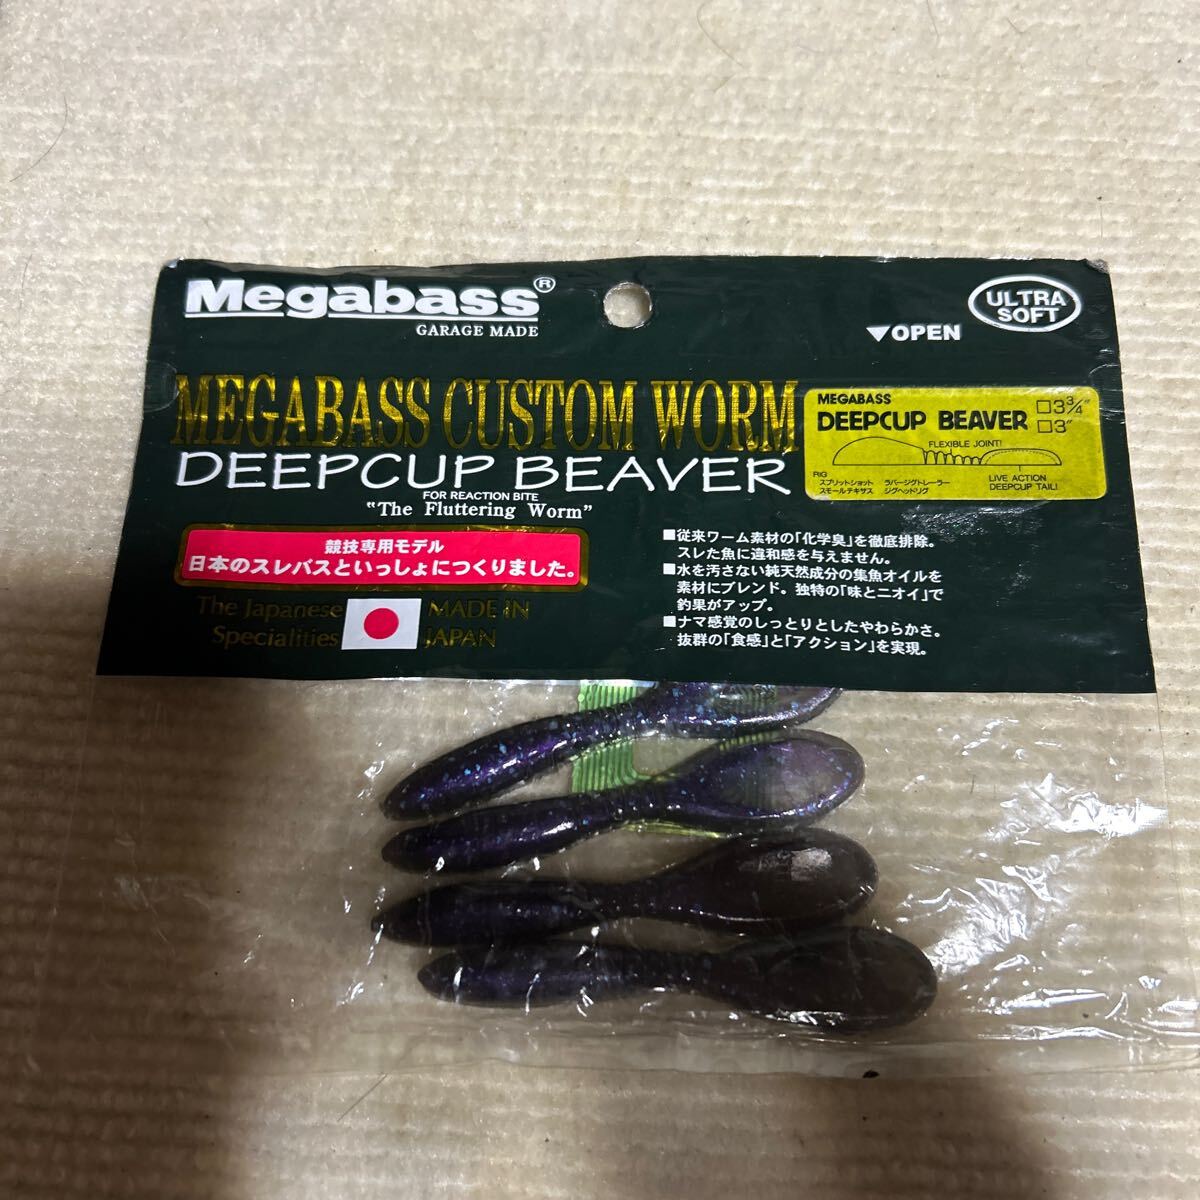 Megabass®
GARAGE MADE
▼OPEN
ULTRA
SOFT
MEGABASS CUSTOM WORM
DEEPCUP BEAVER
FOR REACTION BITE
"The Fluttering Worm"
MEGABASS
DEEPCUP BEAVER
□3¾"
□3"
FLEXIBLE JOINT!
RIG
スプリットショット ラバージグトレーラー
スモールテキサス ジグヘッドリグ
LIVE ACTION
DEEPCUP TAIL!
競技専用モデル
日本のスレバスといっしょにつくりました。
The Japanese
Specialities
MADE IN
JAPAN
■従来ワーム素材の「化学臭」を徹底排除。
スレた魚に違和感を与えません。
■水を汚さない純天然成分の集魚オイルを
素材にブレンド。独特の「味とニオイ」で
釣果がアップ。
■ナマ感覚のしっとりとしたやわらかさ。
抜群の「食感」と「アクション」を実現。